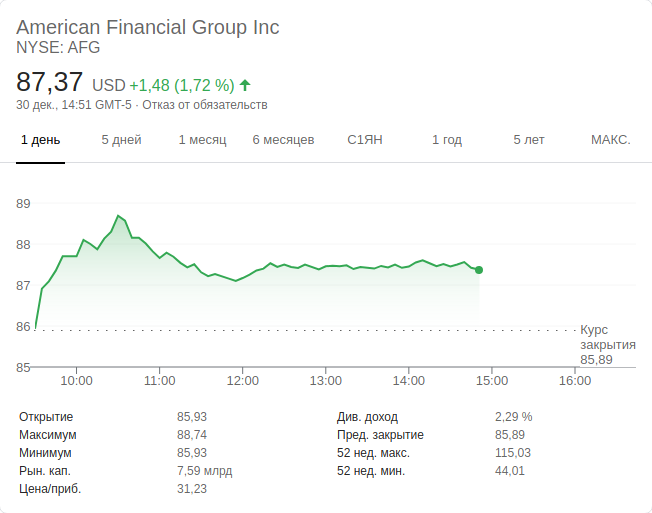 American Financial Group Inc
NYSE: AFG
87,37 USD +1,48 (1,72 %)
30 дек., 14:51 GMT-5 · Отказ от обязательств
1 день 5 дней 1 месяц 6 месяцев С1ЯН 1 год 5 лет МАКС.
89
88
87
86
85
Курс
закрытия
85,89
10:00 11:00 12:00 13:00 14:00 15:00 16:00
Открытие 85,93 Див. доход 2,29 %
Максимум 88,74 Пред. закрытие 85,89
Минимум 85,93 52 нед. макс. 115,03
Рын. кап. 7,59 млрд 52 нед. мин. 44,01
Цена/приб. 31,23